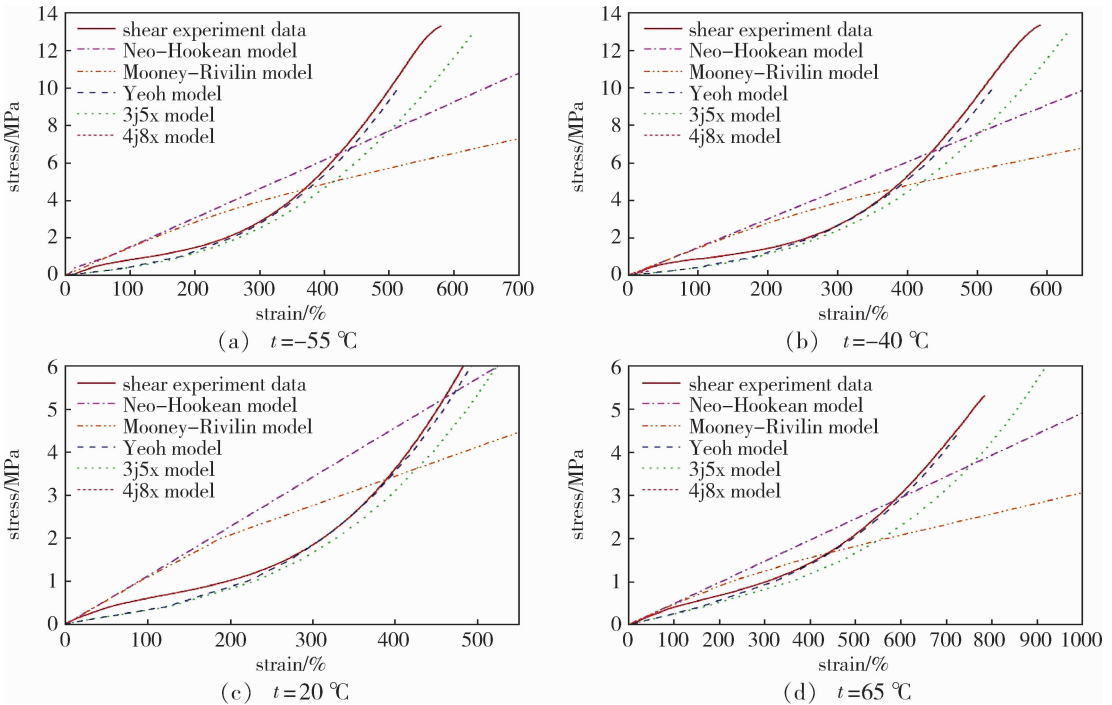 14
12
10
8
6
4
2
0
stress/MPa
shear experiment data
Neo-Hookean model
Mooney-Rivilin model
Yeoh model
3j5x model
4j8x model
0 100 200 300 400 500 600 700
strain/%
(a) t=-55 ℃
14
12
10
8
6
4
2
0
stress/MPa
shear experiment data
Neo-Hookean model
Mooney-Rivilin model
Yeoh model
3j5x model
4j8x model
0 100 200 300 400 500 600
strain/%
(b) t=-40 ℃
6
5
4
3
2
1
0
stress/MPa
shear experiment data
Neo-Hookean model
Mooney-Rivilin model
Yeoh model
3j5x model
4j8x model
0 100 200 300 400 500
strain/%
(c) t=20 ℃
6
5
4
3
2
1
0
stress/MPa
shear experiment data
Neo-Hookean model
Mooney-Rivilin model
Yeoh model
3j5x model
4j8x model
0 100 200 300 400 500 600 700 800 900 1000
strain/%
(d) t=65 ℃